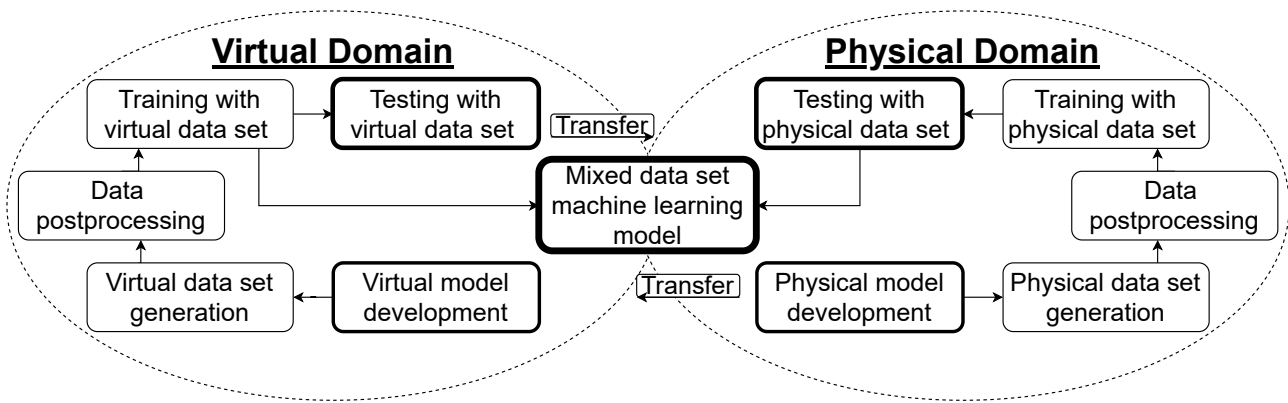 Virtual Domain
Physical Domain
Training with
virtual data set
Testing with
virtual data set
Transfer
Testing with
physical data set
Training with
physical data set
Mixed data set
machine learning
model
Data
postprocessing
Data
postprocessing
Virtual data set
generation
Virtual model
development
Transfer
Physical model
development
Physical data set
generation